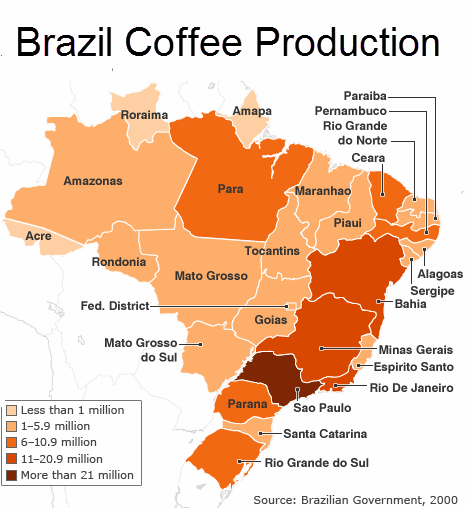 Brazil Coffee Production
Roraima
Amapa
Paraiba
Pernambuco
Rio Grande
do Norte
Ceara
Amazonas
Para
Maranhao
Piaui
Acre
Rondonia
Tocantins
Mato Grosso
Alagoas
Sergipe
Bahia
Fed. District
Goias
Mato Grosso
do Sul
Minas Gerais
Espirito Santo
Rio De Janeiro
Parana
Sao Paulo
Santa Catarina
Rio Grande do Sul
Less than 1 million
1–5.9 million
6–10.9 million
11–20.9 million
More than 21 million
Source: Brazilian Government, 2000